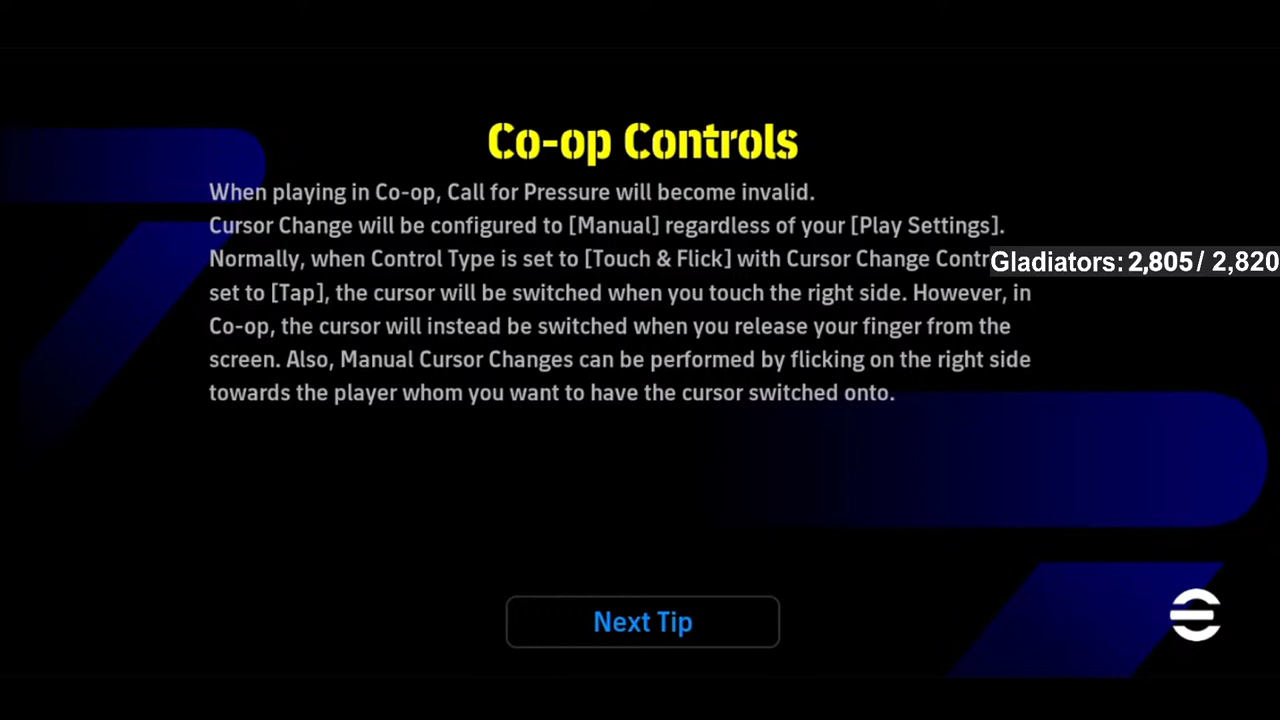 Co-op Controls
When playing in Co-op, Call for Pressure will become invalid.
Cursor Change will be configured to [Manual] regardless of your [Play Settings].
Normally, when Control Type is set to [Touch & Flick] with Cursor Change
Gladiators: 2,805 / 2,820
set to [Tap], the cursor will be switched when you touch the right side. However, in
Co-op, the cursor will instead be switched when you release your finger from the
screen. Also, Manual Cursor Changes can be performed by flicking on the right side
towards the player whom you want to have the cursor switched onto.
Next Tip